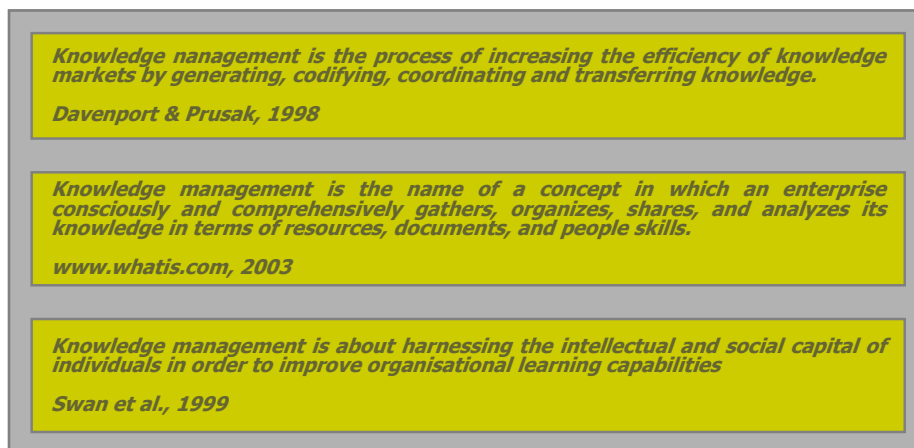 Knowledge nanagement is the process of increasing the efficiency of knowledge
markets by generating, codifying, coordinating and transferring knowledge.
Davenport & Prusak, 1998
Knowledge management is the name of a concept in which an enterprise
consciously and comprehensively gathers, organizes, shares, and analyzes its
knowledge in terms of resources, documents, and people skills.
www.whatis.com, 2003
Knowledge management is about harnessing the intellectual and social capital of
individuals in order to improve organisational learning capabilities
Swan et al., 1999